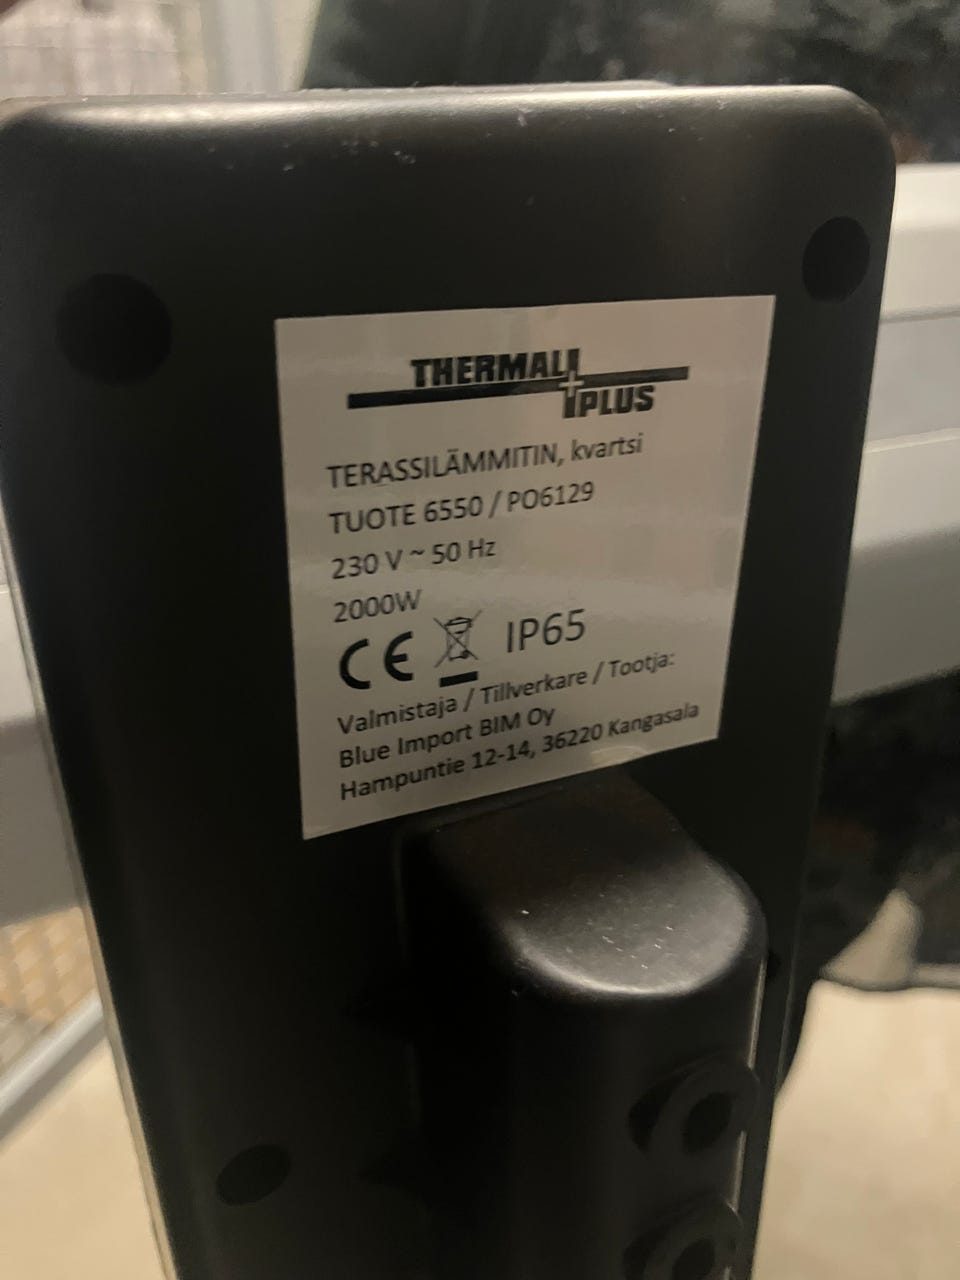 THERMAL
PLUS
TERASSILÄMMITIN, kvartsi
TUOTE 6550 / PO6129
230 V ~ 50 Hz
2000W
CE IP65
Valmistaja / Tillverkare / Tootja:
Blue Import BIM Oy
Hampuntie 12-14, 36220 Kangasala